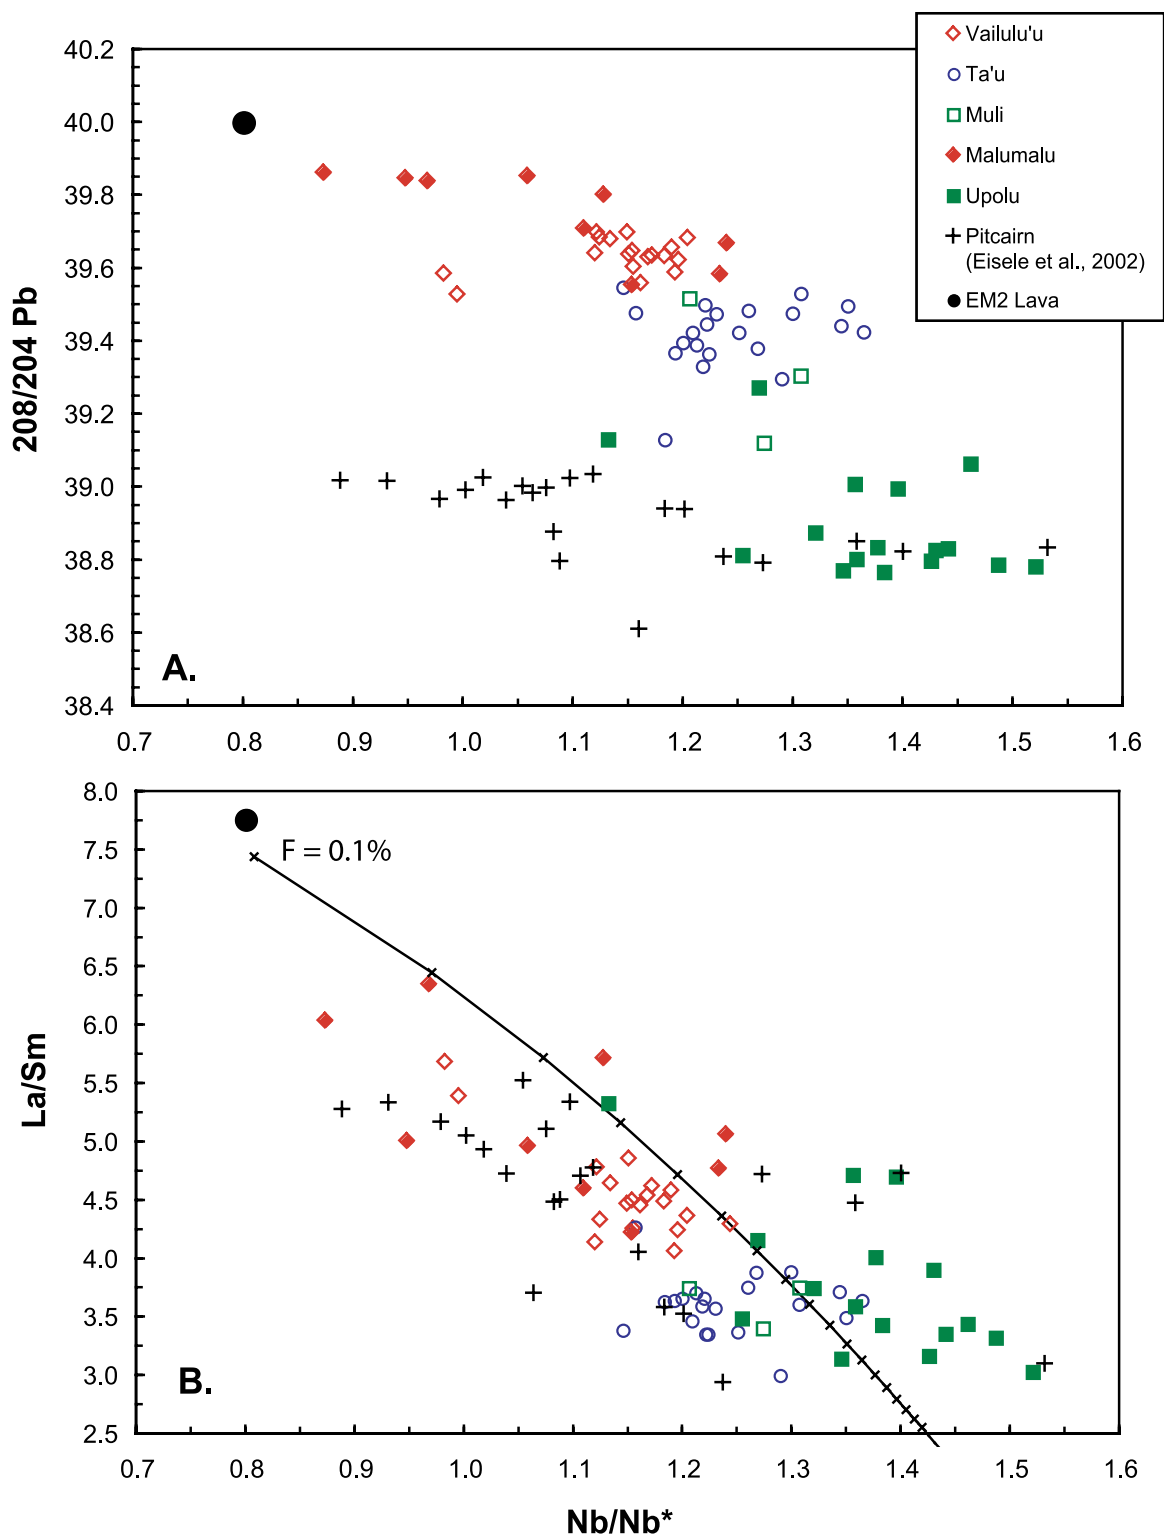 Vailulu'u
Ta'u
Muli
Malumalu
Upolu
Pitcairn
(Eisele et al., 2002)
EM2 Lava
40.2
40.0
39.8
39.6
39.4
39.2
39.0
38.8
38.6
38.4
208/204 Pb
A.
0.7 0.8 0.9 1.0 1.1 1.2 1.3 1.4 1.5 1.6
8.0
7.5
7.0
6.5
6.0
5.5
5.0
4.5
4.0
3.5
3.0
2.5
La/Sm
F = 0.1%
B.
0.7 0.8 0.9 1.0 1.1 1.2 1.3 1.4 1.5 1.6
Nb/Nb*